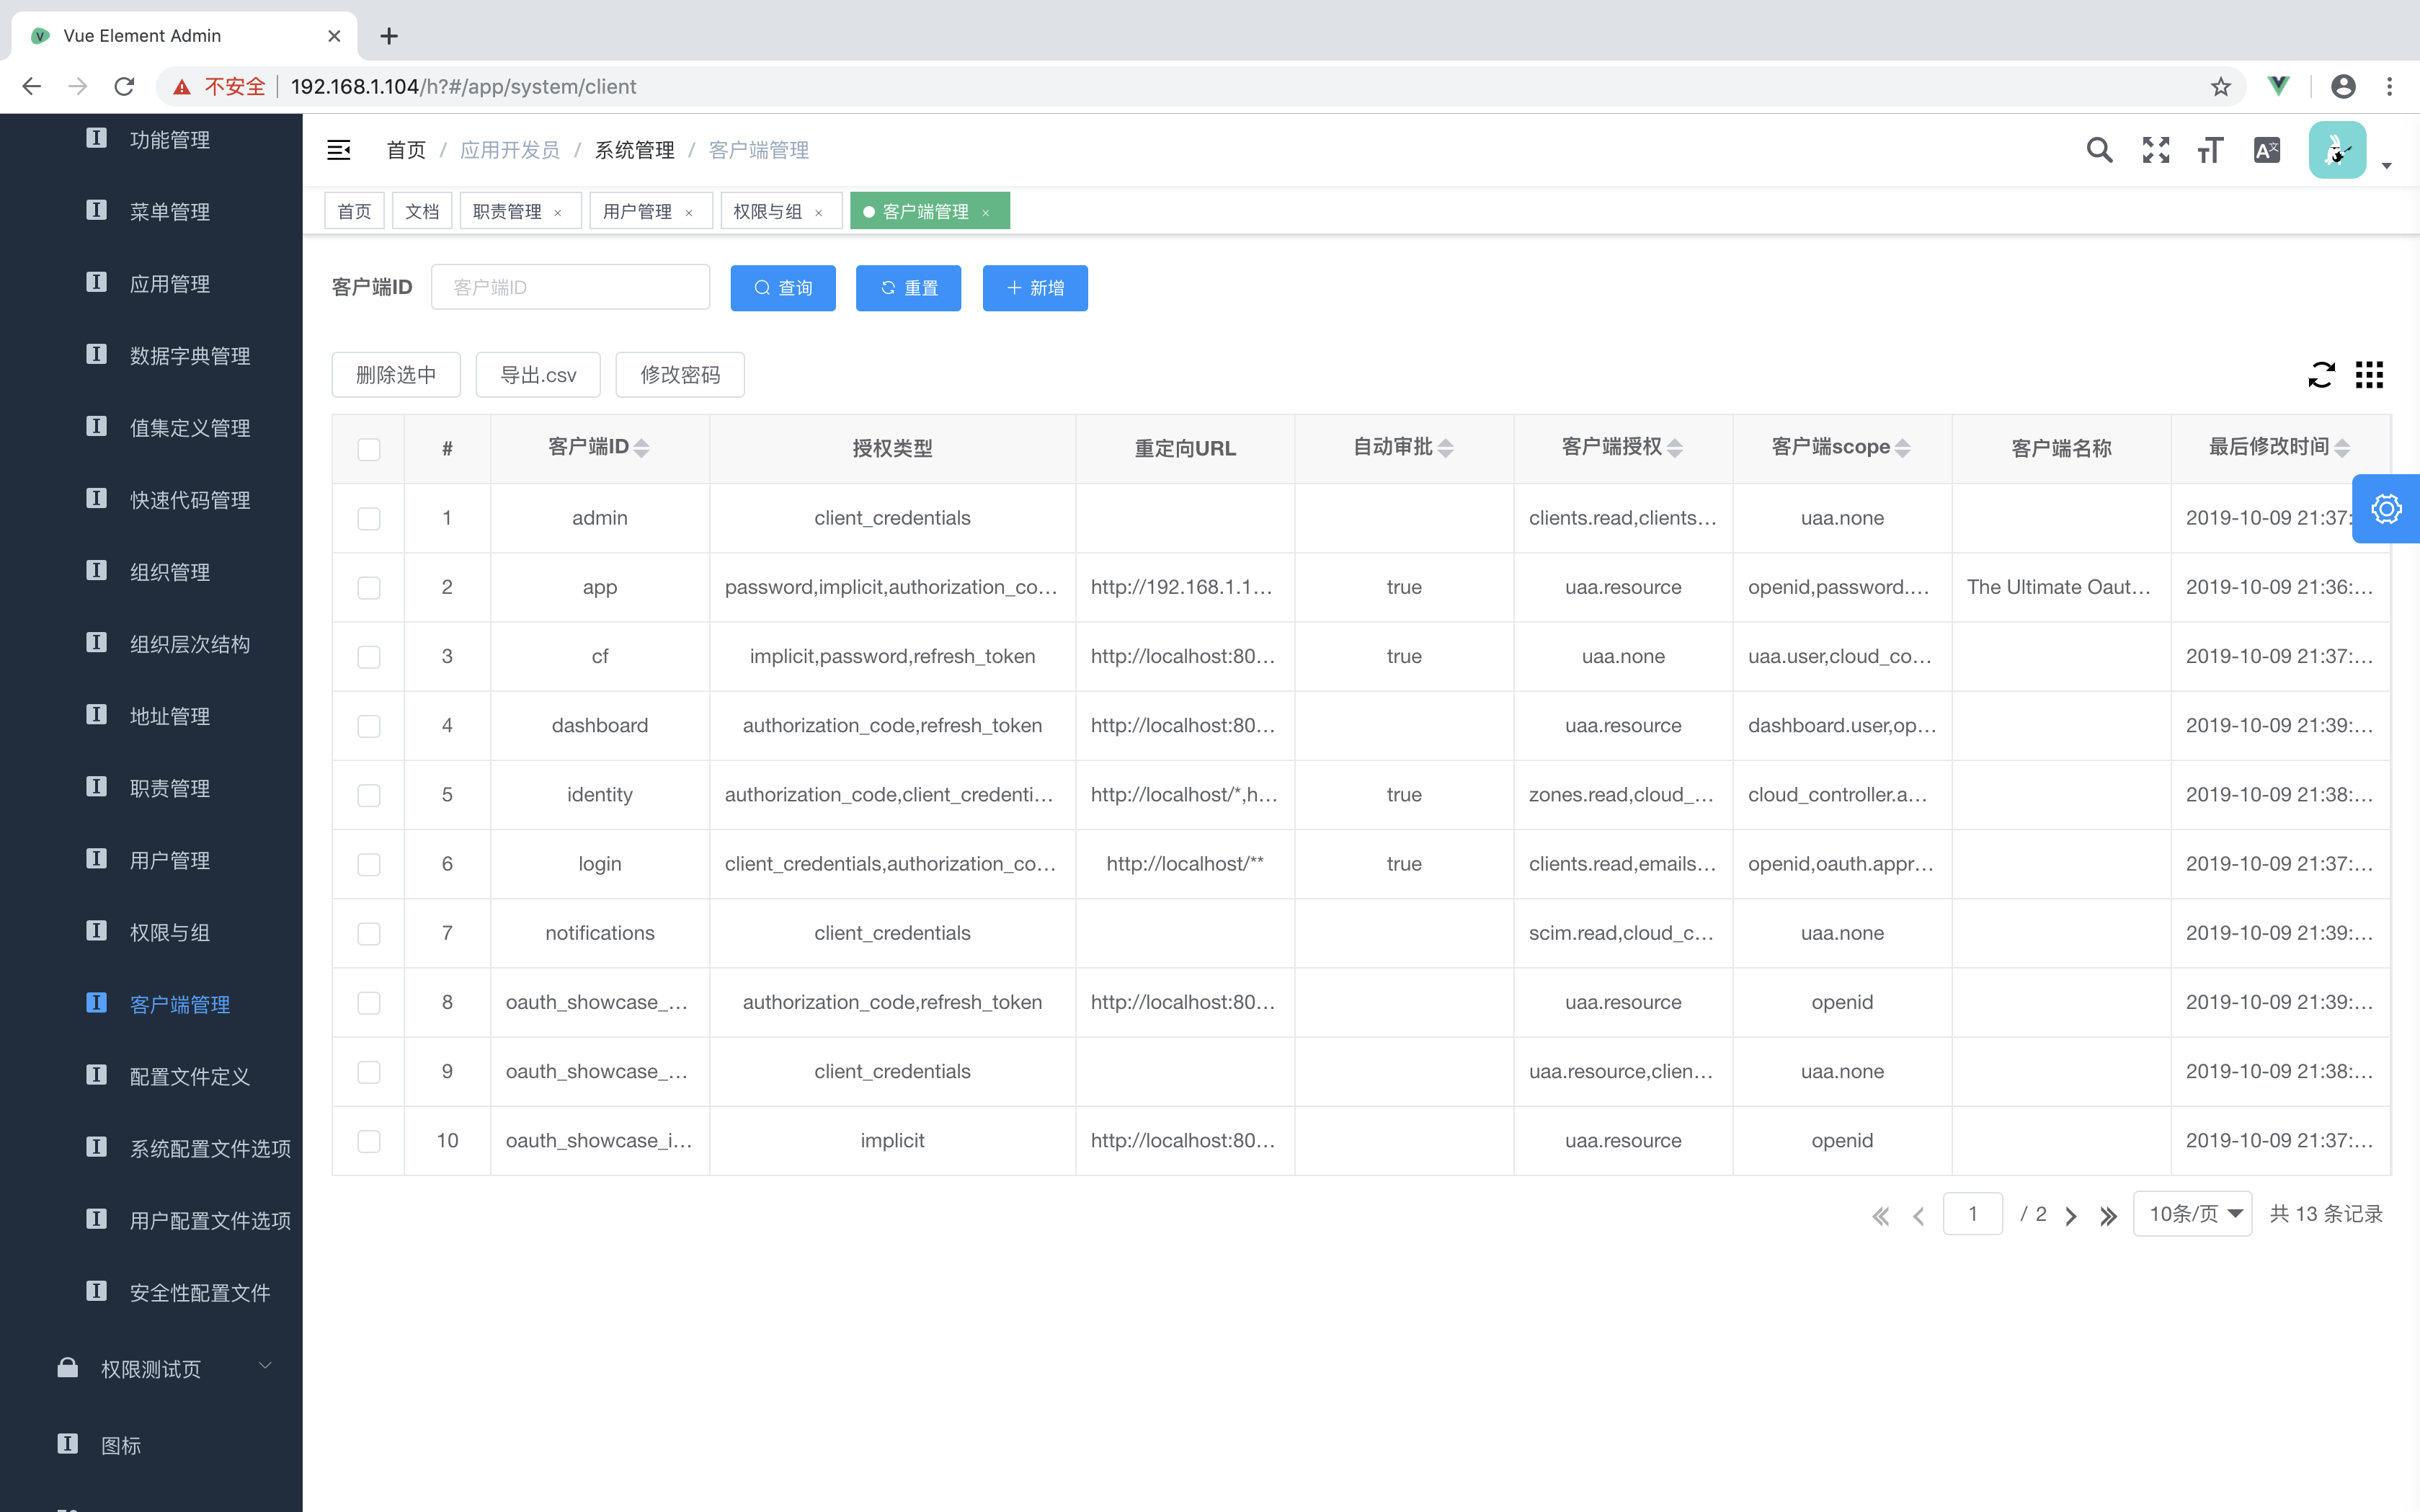 Vue Element Admin
不安全 192.168.1.104/h?#/app/system/client
功能管理
菜单管理
应用管理
数据字典管理
值集定义管理
快速代码管理
组织管理
组织层次结构
地址管理
职责管理
用户管理
权限与组
客户端管理
配置文件定义
系统配置文件选项
用户配置文件选项
安全性配置文件
权限测试页
图标
首页 / 应用开发员 / 系统管理 / 客户端管理
首页 文档 职责管理 × 用户管理 × 权限与组 × 客户端管理 ×
客户端ID 客户端ID 查询 重置 新增
删除选中 导出.csv 修改密码
# 客户端ID 授权类型 重定向URL 自动审批 客户端授权 客户端scope 客户端名称 最后修改时间
1 admin client_credentials clients.read,clients... uaa.none 2019-10-09 21:37:
2 app password,implicit,authorization_co... http://192.168.1.1... true uaa.resource openid,password.... The Ultimate Oaut... 2019-10-09 21:36:...
3 cf implicit,password,refresh_token http://localhost:80... true uaa.none uaa.user,cloud_co... 2019-10-09 21:37:...
4 dashboard authorization_code,refresh_token http://localhost:80... uaa.resource dashboard.user,op... 2019-10-09 21:39:...
5 identity authorization_code,client_credenti... http://localhost/*,h... true zones.read,cloud_... cloud_controller.a... 2019-10-09 21:38:...
6 login client_credentials,authorization_co... http://localhost/** true clients.read,emails... openid,oauth.appr... 2019-10-09 21:37:...
7 notifications client_credentials scim.read,cloud_c... uaa.none 2019-10-09 21:39:...
8 oauth_showcase_... authorization_code,refresh_token http://localhost:80... uaa.resource openid 2019-10-09 21:39:...
9 oauth_showcase_... client_credentials uaa.resource,clien... uaa.none 2019-10-09 21:38:...
10 oauth_showcase_i... implicit http://localhost:80... uaa.resource openid 2019-10-09 21:37:...
1 / 2 10条/页 共 13 条记录